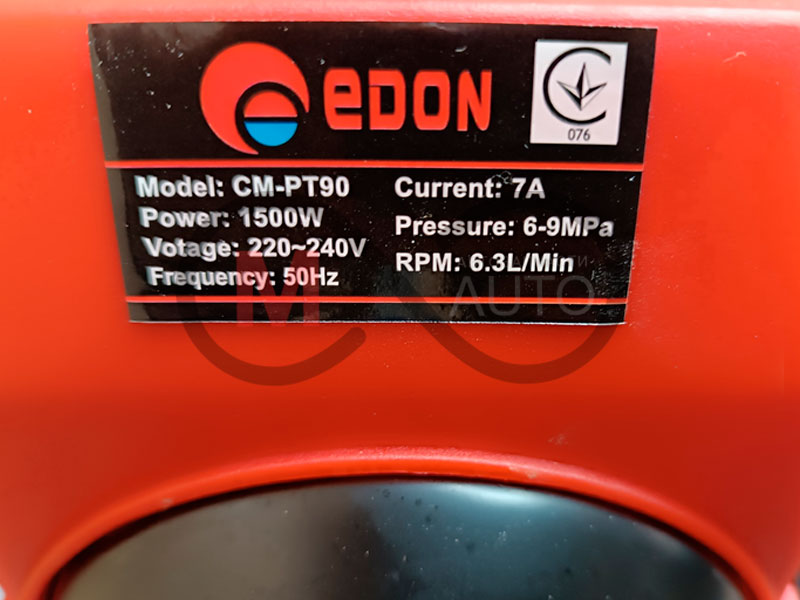 eDON
076
Model: CM-PT90
Power: 1500W
Votage: 220~240V
Frequency: 50Hz
Current: 7A
Pressure: 6-9MPa
RPM: 6.3L/Min
M
AUTO